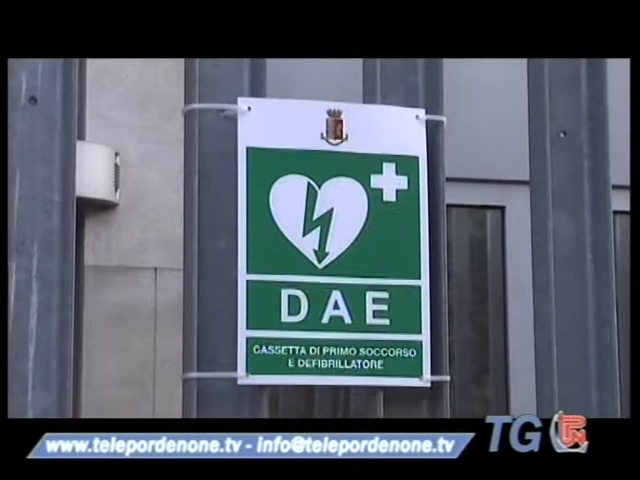 DAE
CASSETTA DI PRIMO SOCCORSO
E DEFIBRILLATORE
www.telepordenone.tv - info@telepordenone.tv
TG